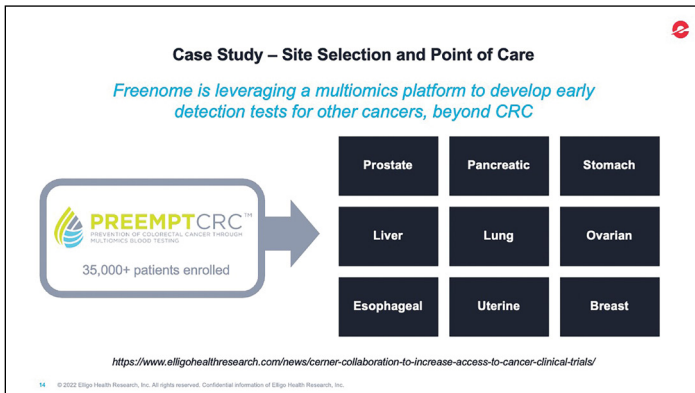 Case Study – Site Selection and Point of Care
Freenome is leveraging a multiomics platform to develop early
detection tests for other cancers, beyond CRC
PREEMPTCRC™
PREVENTION OF COLORECTAL CANCER THROUGH
MULTIOMICS BLOOD TESTING
35,000+ patients enrolled
Prostate
Pancreatic
Stomach
Liver
Lung
Ovarian
Esophageal
Uterine
Breast
https://www.elligohealthresearch.com/news/cerner-collaboration-to-increase-access-to-cancer-clinical-trials/
14 © 2022 Elligo Health Research, Inc. All rights reserved. Confidential information of Elligo Health Research, Inc.